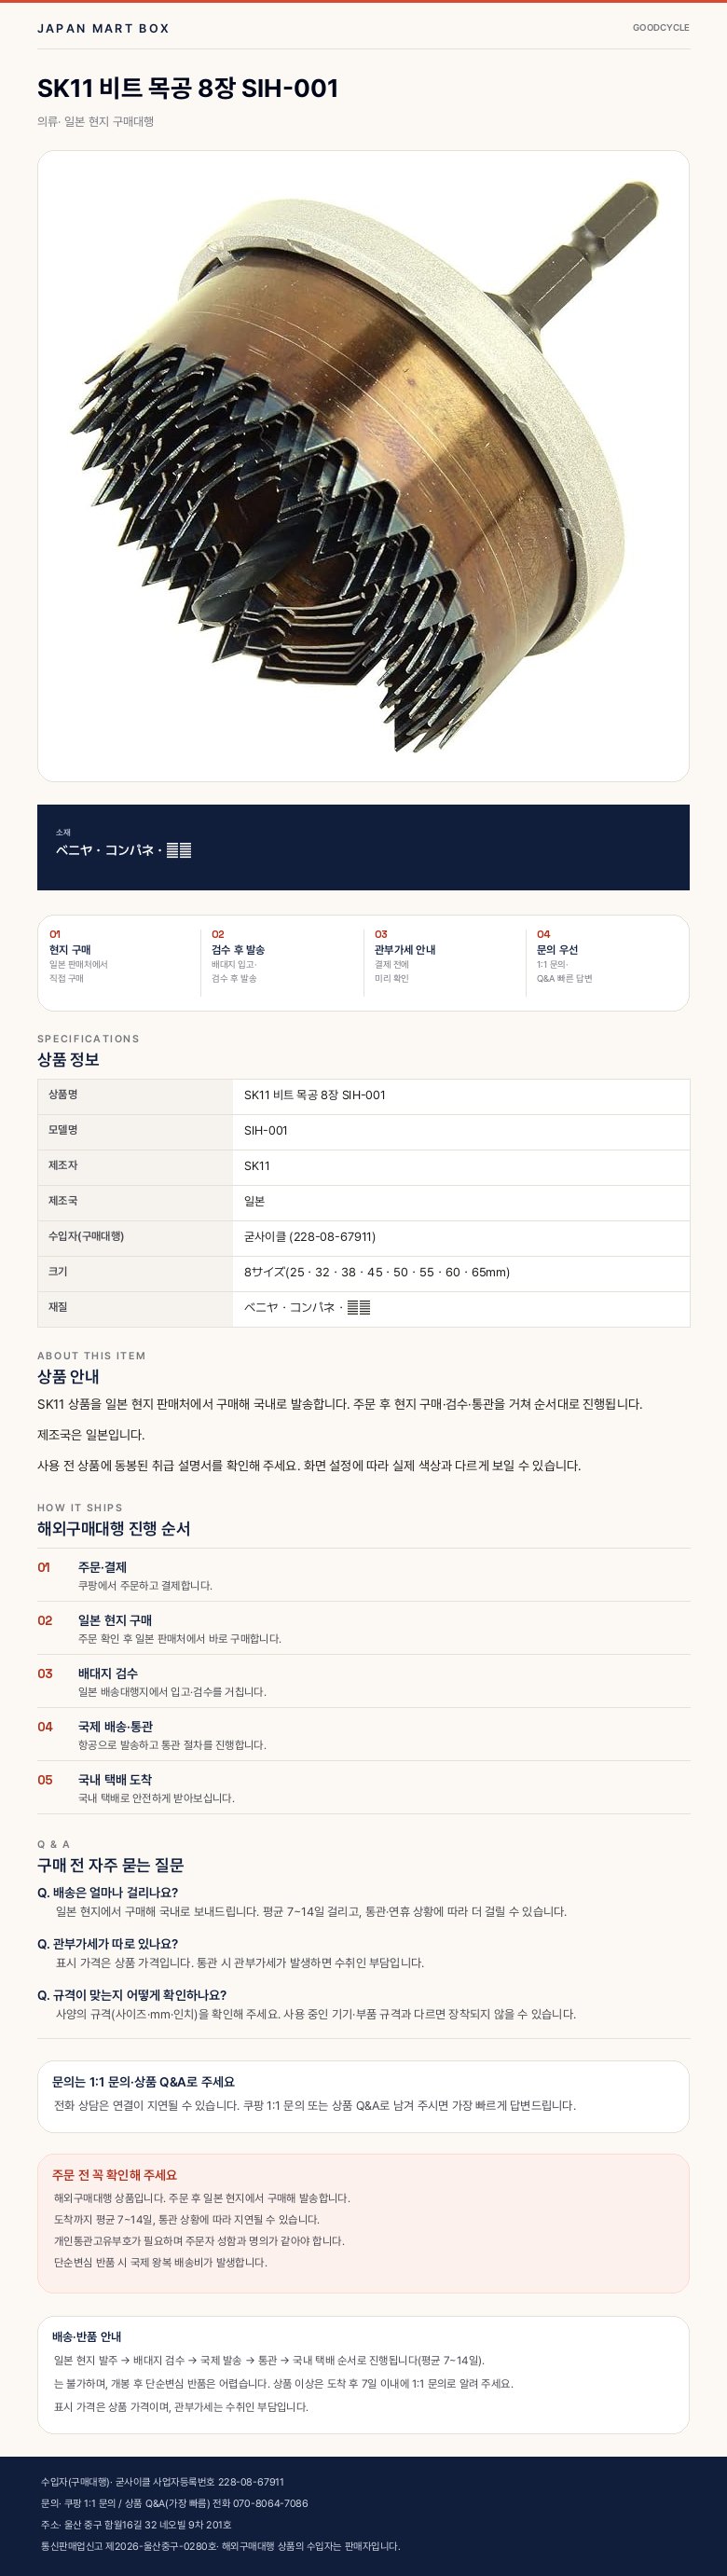 JAPAN MART BOX
GOODCYCLE
SK11 비트 목공 8장 SIH-001
의류· 일본 현지 구매대행
소재
ベニヤ · コンパネ ·
01
현지 구매
일본 판매처에서
직접 구매
02
검수 후 발송
배대지 입고·
검수 후 발송
03
관부가세 안내
결제 전에
미리 확인
04
문의 우선
1:1 문의·
Q&A 빠른 답변
SPECIFICATIONS
상품 정보
상품명 SK11 비트 목공 8장 SIH-001
모델명 SIH-001
제조자 SK11
제조국 일본
수입자(구매대행) 굳사이클 (228-08-67911)
크기 8サイズ(25 · 32 · 38 · 45 · 50 · 55 · 60 · 65mm)
재질 ベニヤ · コンパネ ·
ABOUT THIS ITEM
상품 안내
SK11 상품을 일본 현지 판매처에서 구매해 국내로 발송합니다. 주문 후 현지 구매·검수·통관을 거쳐 순서대로 진행됩니다.
제조국은 일본입니다.
사용 전 상품에 동봉된 취급 설명서를 확인해 주세요. 화면 설정에 따라 실제 색상과 다르게 보일 수 있습니다.
HOW IT SHIPS
해외구매대행 진행 순서
01 주문·결제
쿠팡에서 주문하고 결제합니다.
02 일본 현지 구매
주문 확인 후 일본 판매처에서 바로 구매합니다.
03 배대지 검수
일본 배송대행지에서 입고·검수를 거칩니다.
04 국제 배송·통관
항공으로 발송하고 통관 절차를 진행합니다.
05 국내 택배 도착
국내 택배로 안전하게 받아보십니다.
Q & A
구매 전 자주 묻는 질문
Q. 배송은 얼마나 걸리나요?
일본 현지에서 구매해 국내로 보내드립니다. 평균 7~14일 걸리고, 통관·연휴 상황에 따라 더 걸릴 수 있습니다.
Q. 관부가세가 따로 있나요?
표시 가격은 상품 가격입니다. 통관 시 관부가세가 발생하면 수취인 부담입니다.
Q. 규격이 맞는지 어떻게 확인하나요?
사양의 규격(사이즈·mm·인치)을 확인해 주세요. 사용 중인 기기·부품 규격과 다르면 장착되지 않을 수 있습니다.
문의는 1:1 문의·상품 Q&A로 주세요
전화 상담은 연결이 지연될 수 있습니다. 쿠팡 1:1 문의 또는 상품 Q&A로 남겨 주시면 가장 빠르게 답변드립니다.
주문 전 꼭 확인해 주세요
해외구매대행 상품입니다. 주문 후 일본 현지에서 구매해 발송합니다.
도착까지 평균 7~14일, 통관 상황에 따라 지연될 수 있습니다.
개인통관고유부호가 필요하며 주문자 성함과 명의가 같아야 합니다.
단순변심 반품 시 국제 왕복 배송비가 발생합니다.
배송·반품 안내
일본 현지 발주 → 배대지 검수 → 국제 발송 → 통관 → 국내 택배 순서로 진행됩니다(평균 7~14일).
는 불가하며, 개봉 후 단순변심 반품은 어렵습니다. 상품 이상은 도착 후 7일 이내에 1:1 문의로 알려 주세요.
표시 가격은 상품 가격이며, 관부가세는 수취인 부담입니다.
수입자(구매대행)· 굳사이클 사업자등록번호 228-08-67911
문의· 쿠팡 1:1 문의 / 상품 Q&A(가장 빠름) 전화 070-8064-7086
주소· 울산 중구 함월16길 32 네오빌 9차 201호
통신판매업신고 제2026-울산중구-0280호· 해외구매대행 상품의 수입자는 판매자입니다.